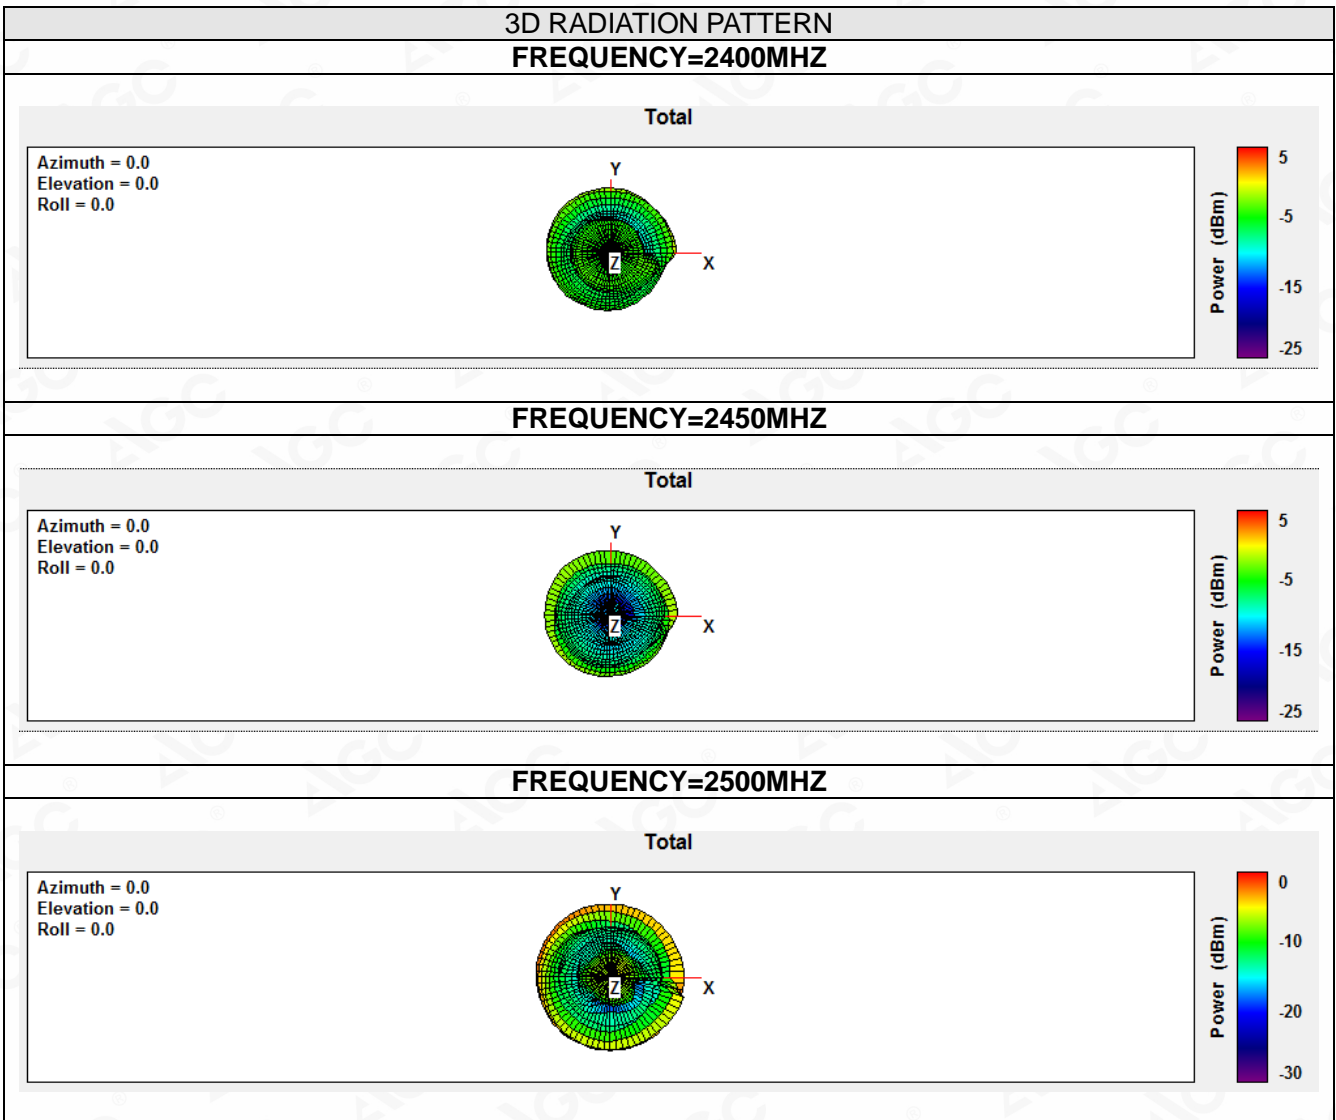 3D RADIATION PATTERN
FREQUENCY=2400MHZ
Total
Azimuth = 0.0
Elevation = 0.0
Roll = 0.0
Y
Z
X
Power (dBm)
5
-5
-15
-25
FREQUENCY=2450MHZ
Total
Azimuth = 0.0
Elevation = 0.0
Roll = 0.0
Y
Z
X
Power (dBm)
5
-5
-15
-25
FREQUENCY=2500MHZ
Total
Azimuth = 0.0
Elevation = 0.0
Roll = 0.0
Y
Z
X
Power (dBm)
0
-10
-20
-30